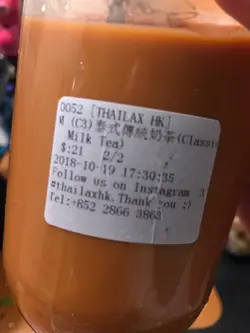 0052 [THAILAX HK]
M (C3)泰式傳統奶茶(Classic
Milk Tea)
$:21 2/2
2018-10-19 17:30:35
Follow us on Instagram
#thailaxhk.Thank you :)
Tel:+852 2866 3863